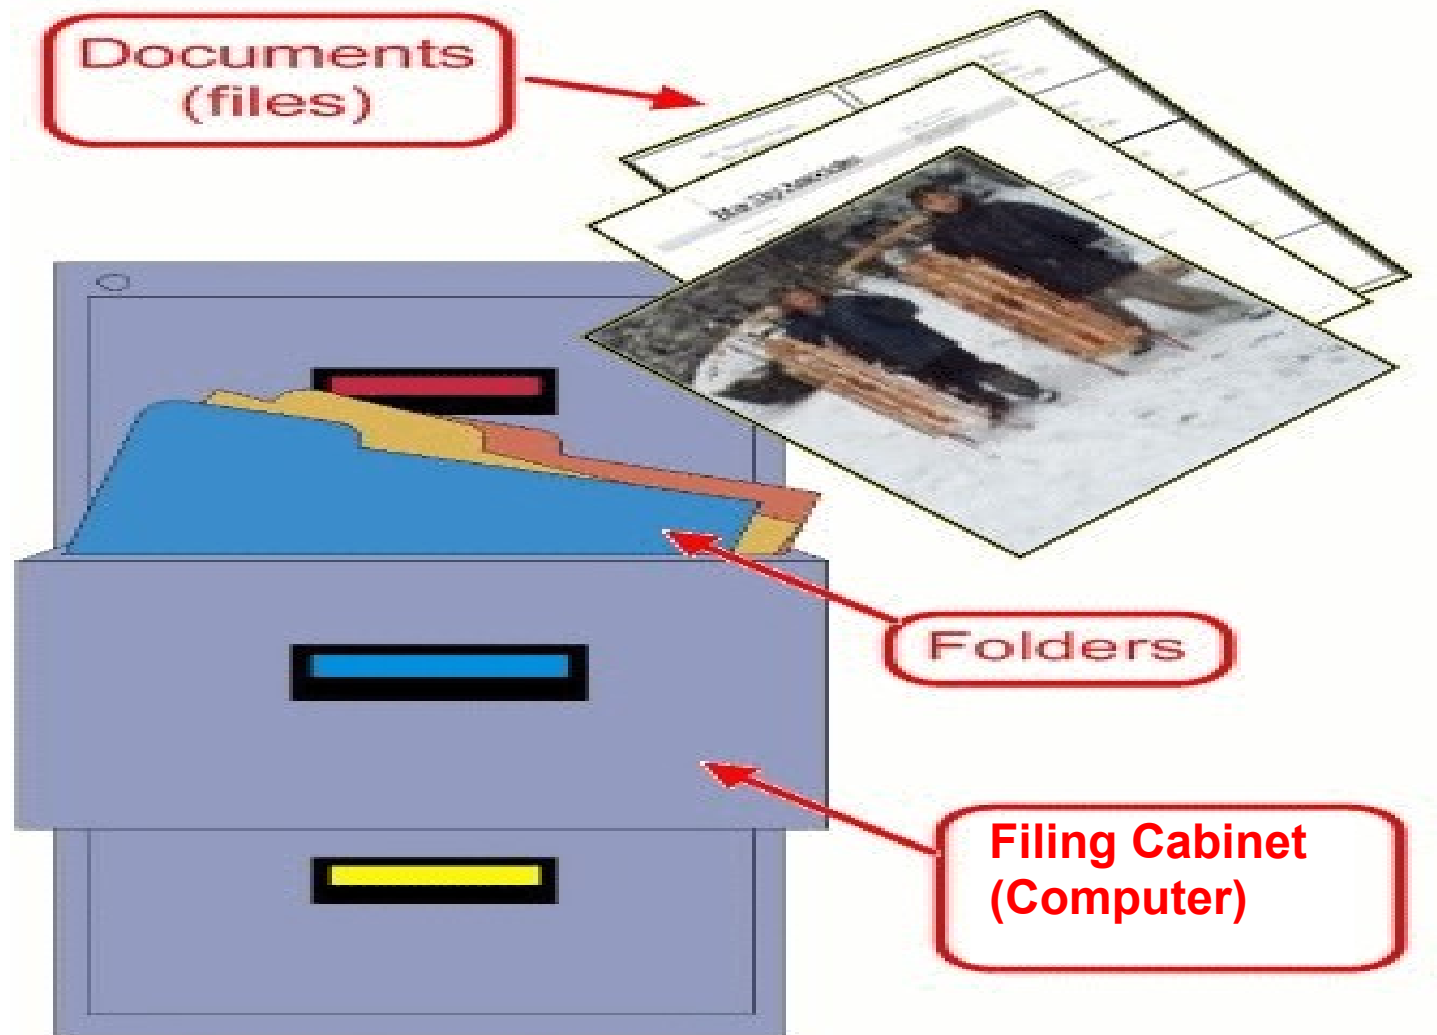 Documents
(files)
Folders
Filing Cabinet
(Computer)